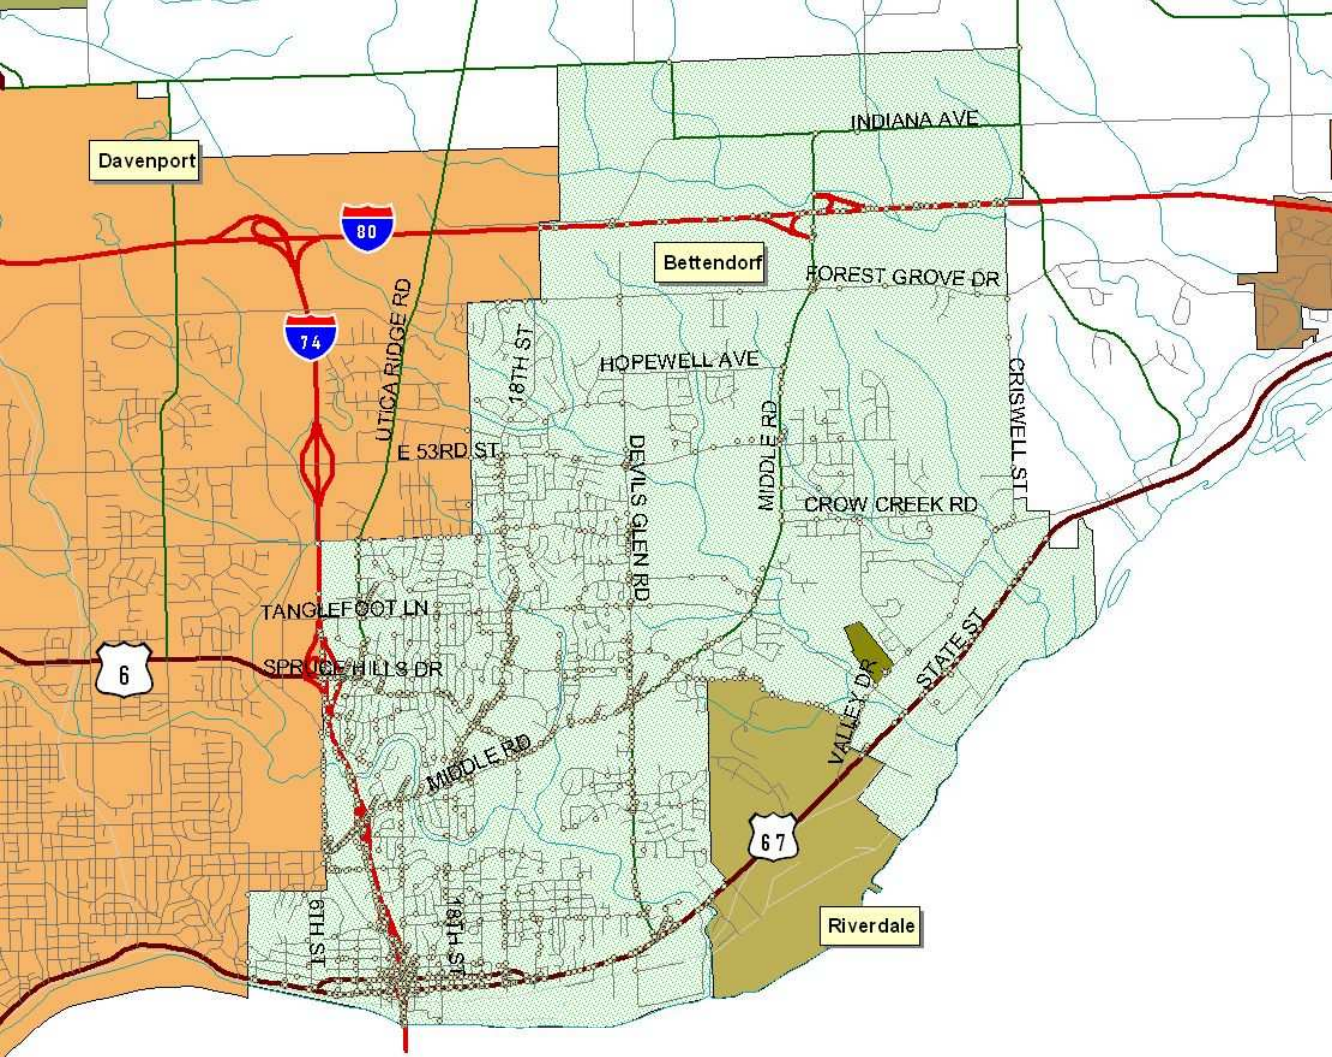 INDIANA AVE
Davenport
80
Bettendorf
FOREST GROVE DR
74
UTICA RIDGE RD
18TH ST
HOPEWELL AVE
CRISWELL ST
MIDDLE RD
E 53RD ST
DEVILS GLEN RD
CROW CREEK RD
TANGLEFOOT LN
6
SPRUCE HILLS DR
STATE ST
VALLEY DR
MIDDLE RD
67
6TH ST
18TH ST
Riverdale